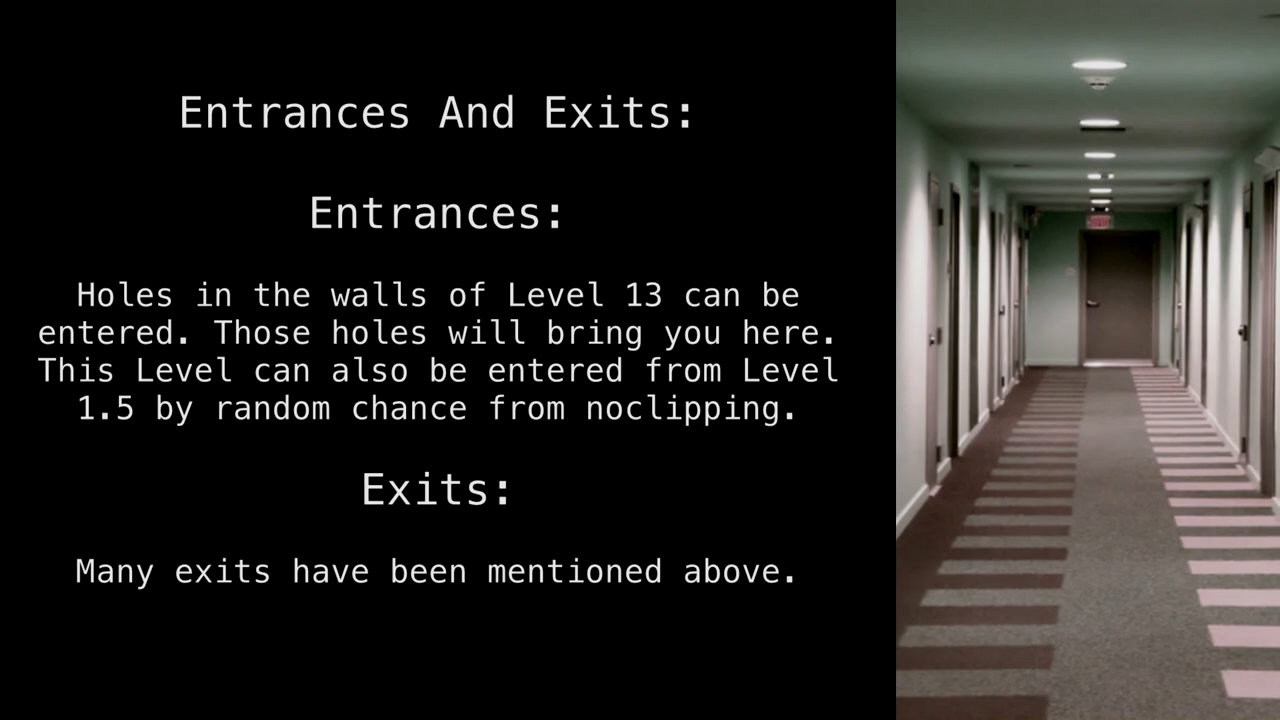 Entrances And Exits:
Entrances:
Holes in the walls of Level 13 can be
entered. Those holes will bring you here.
This Level can also be entered from Level
1.5 by random chance from noclipping.
Exits:
Many exits have been mentioned above.